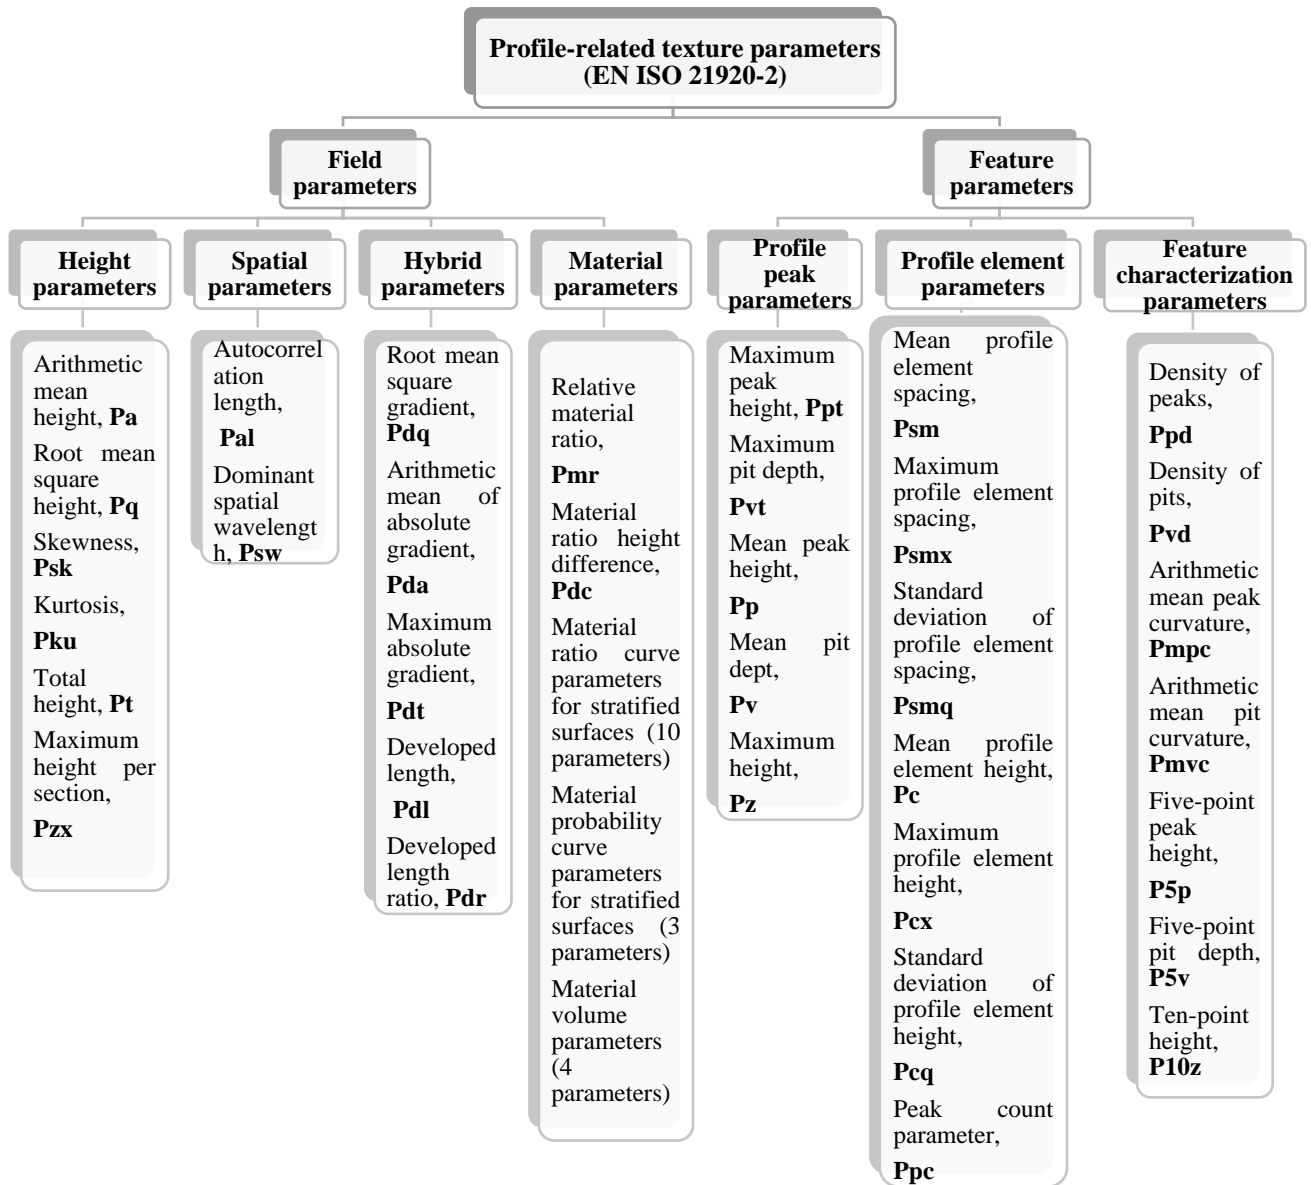 Profile-related texture parameters
(EN ISO 21920-2)
Field
parameters
Feature
parameters
Height
parameters
Spatial
parameters
Hybrid
parameters
Material
parameters
Profile
peak
parameters
Profile element
parameters
Feature
characterization
parameters
Arithmetic
mean
height, Pa
Root mean
square
height, Pq
Skewness,
Psk
Kurtosis,
Pku
Total
height, Pt
Maximum
height per
section,
Pzx
Autocorrel
ation
length,
Pal
Dominant
spatial
wavelengt
h, Psw
Root mean
square
gradient,
Pdq
Arithmetic
mean of
absolute
gradient,
Pda
Maximum
absolute
gradient,
Pdt
Developed
length,
Pdl
Developed
length
ratio, Pdr
Relative
material
ratio,
Pmr
Material
ratio height
difference,
Pdc
Material
ratio curve
parameters
for stratified
surfaces (10
parameters)
Material
probability
curve
parameters
for stratified
surfaces (3
parameters)
Material
volume
parameters
(4
parameters)
Maximum
peak
height, Ppt
Maximum
pit depth,
Pvt
Mean peak
height,
Pp
Mean pit
dept,
Pv
Maximum
height,
Pz
Mean profile
element
spacing,
Psm
Maximum
profile element
spacing,
Psmx
Standard
deviation of
profile element
spacing,
Psmq
Mean profile
element height,
Pc
Maximum
profile element
height,
Pcx
Standard
deviation of
profile element
height,
Pcq
Peak count
parameter,
Ppc
Density of
peaks,
Ppd
Density of
pits,
Pvd
Arithmetic
mean peak
curvature,
Pmpc
Arithmetic
mean pit
curvature,
Pmvc
Five-point
peak
height,
P5p
Five-point
pit depth,
P5v
Ten-point
height,
P10z